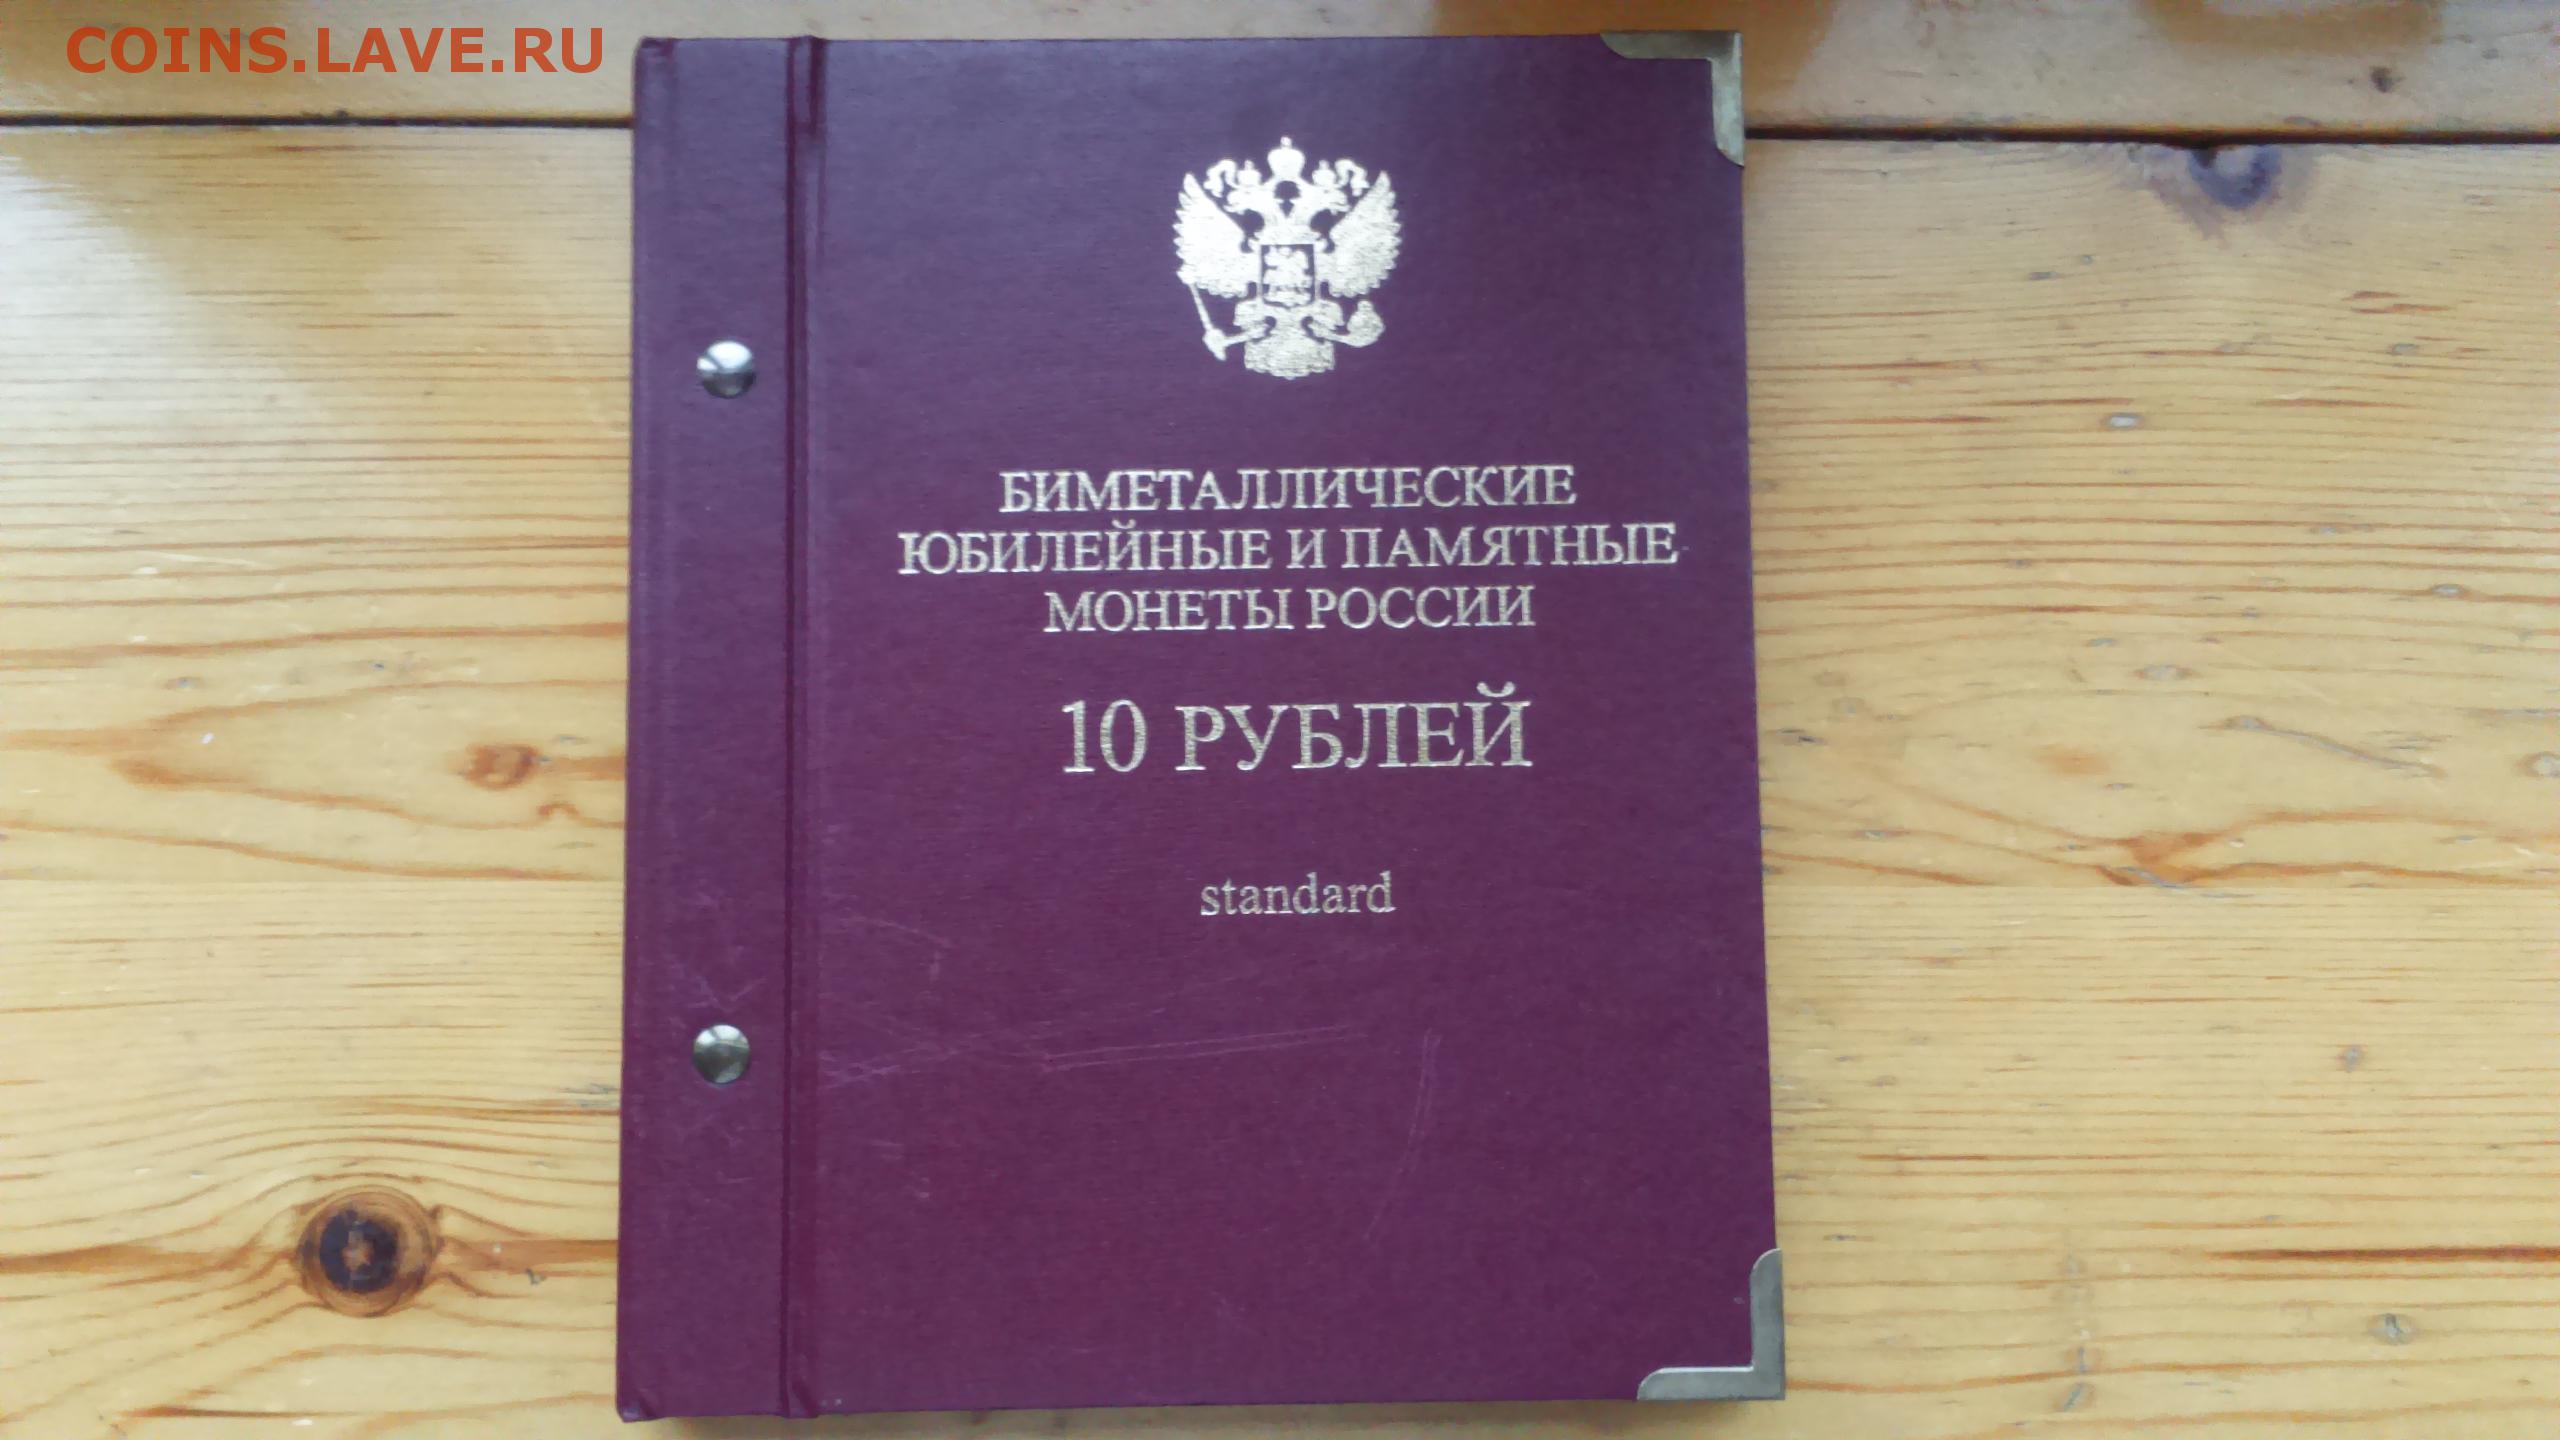 COINS.LAVE.RU
БИМЕТАЛЛИЧЕСКИЕ
ЮБИЛЕЙНЫЕ И ПАМЯТНЫЕ
МОНЕТЫ РОССИИ
10 РУБЛЕЙ
standard